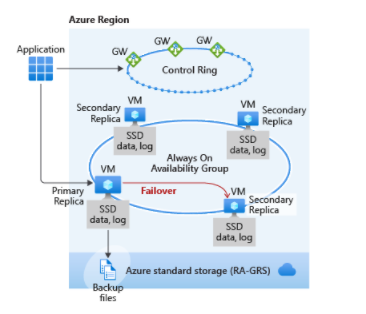 Azure Region
Application
GW
GW
GW
Control Ring
VM
Secondary
Replica
SSD
data, log
VM
Secondary
Replica
SSD
data, log
Always On
Availability Group
VM
Primary
Replica
Failover
SSD
data, log
VM
Secondary
Replica
SSD
data, log
Azure standard storage (RA-GRS)
Backup
files